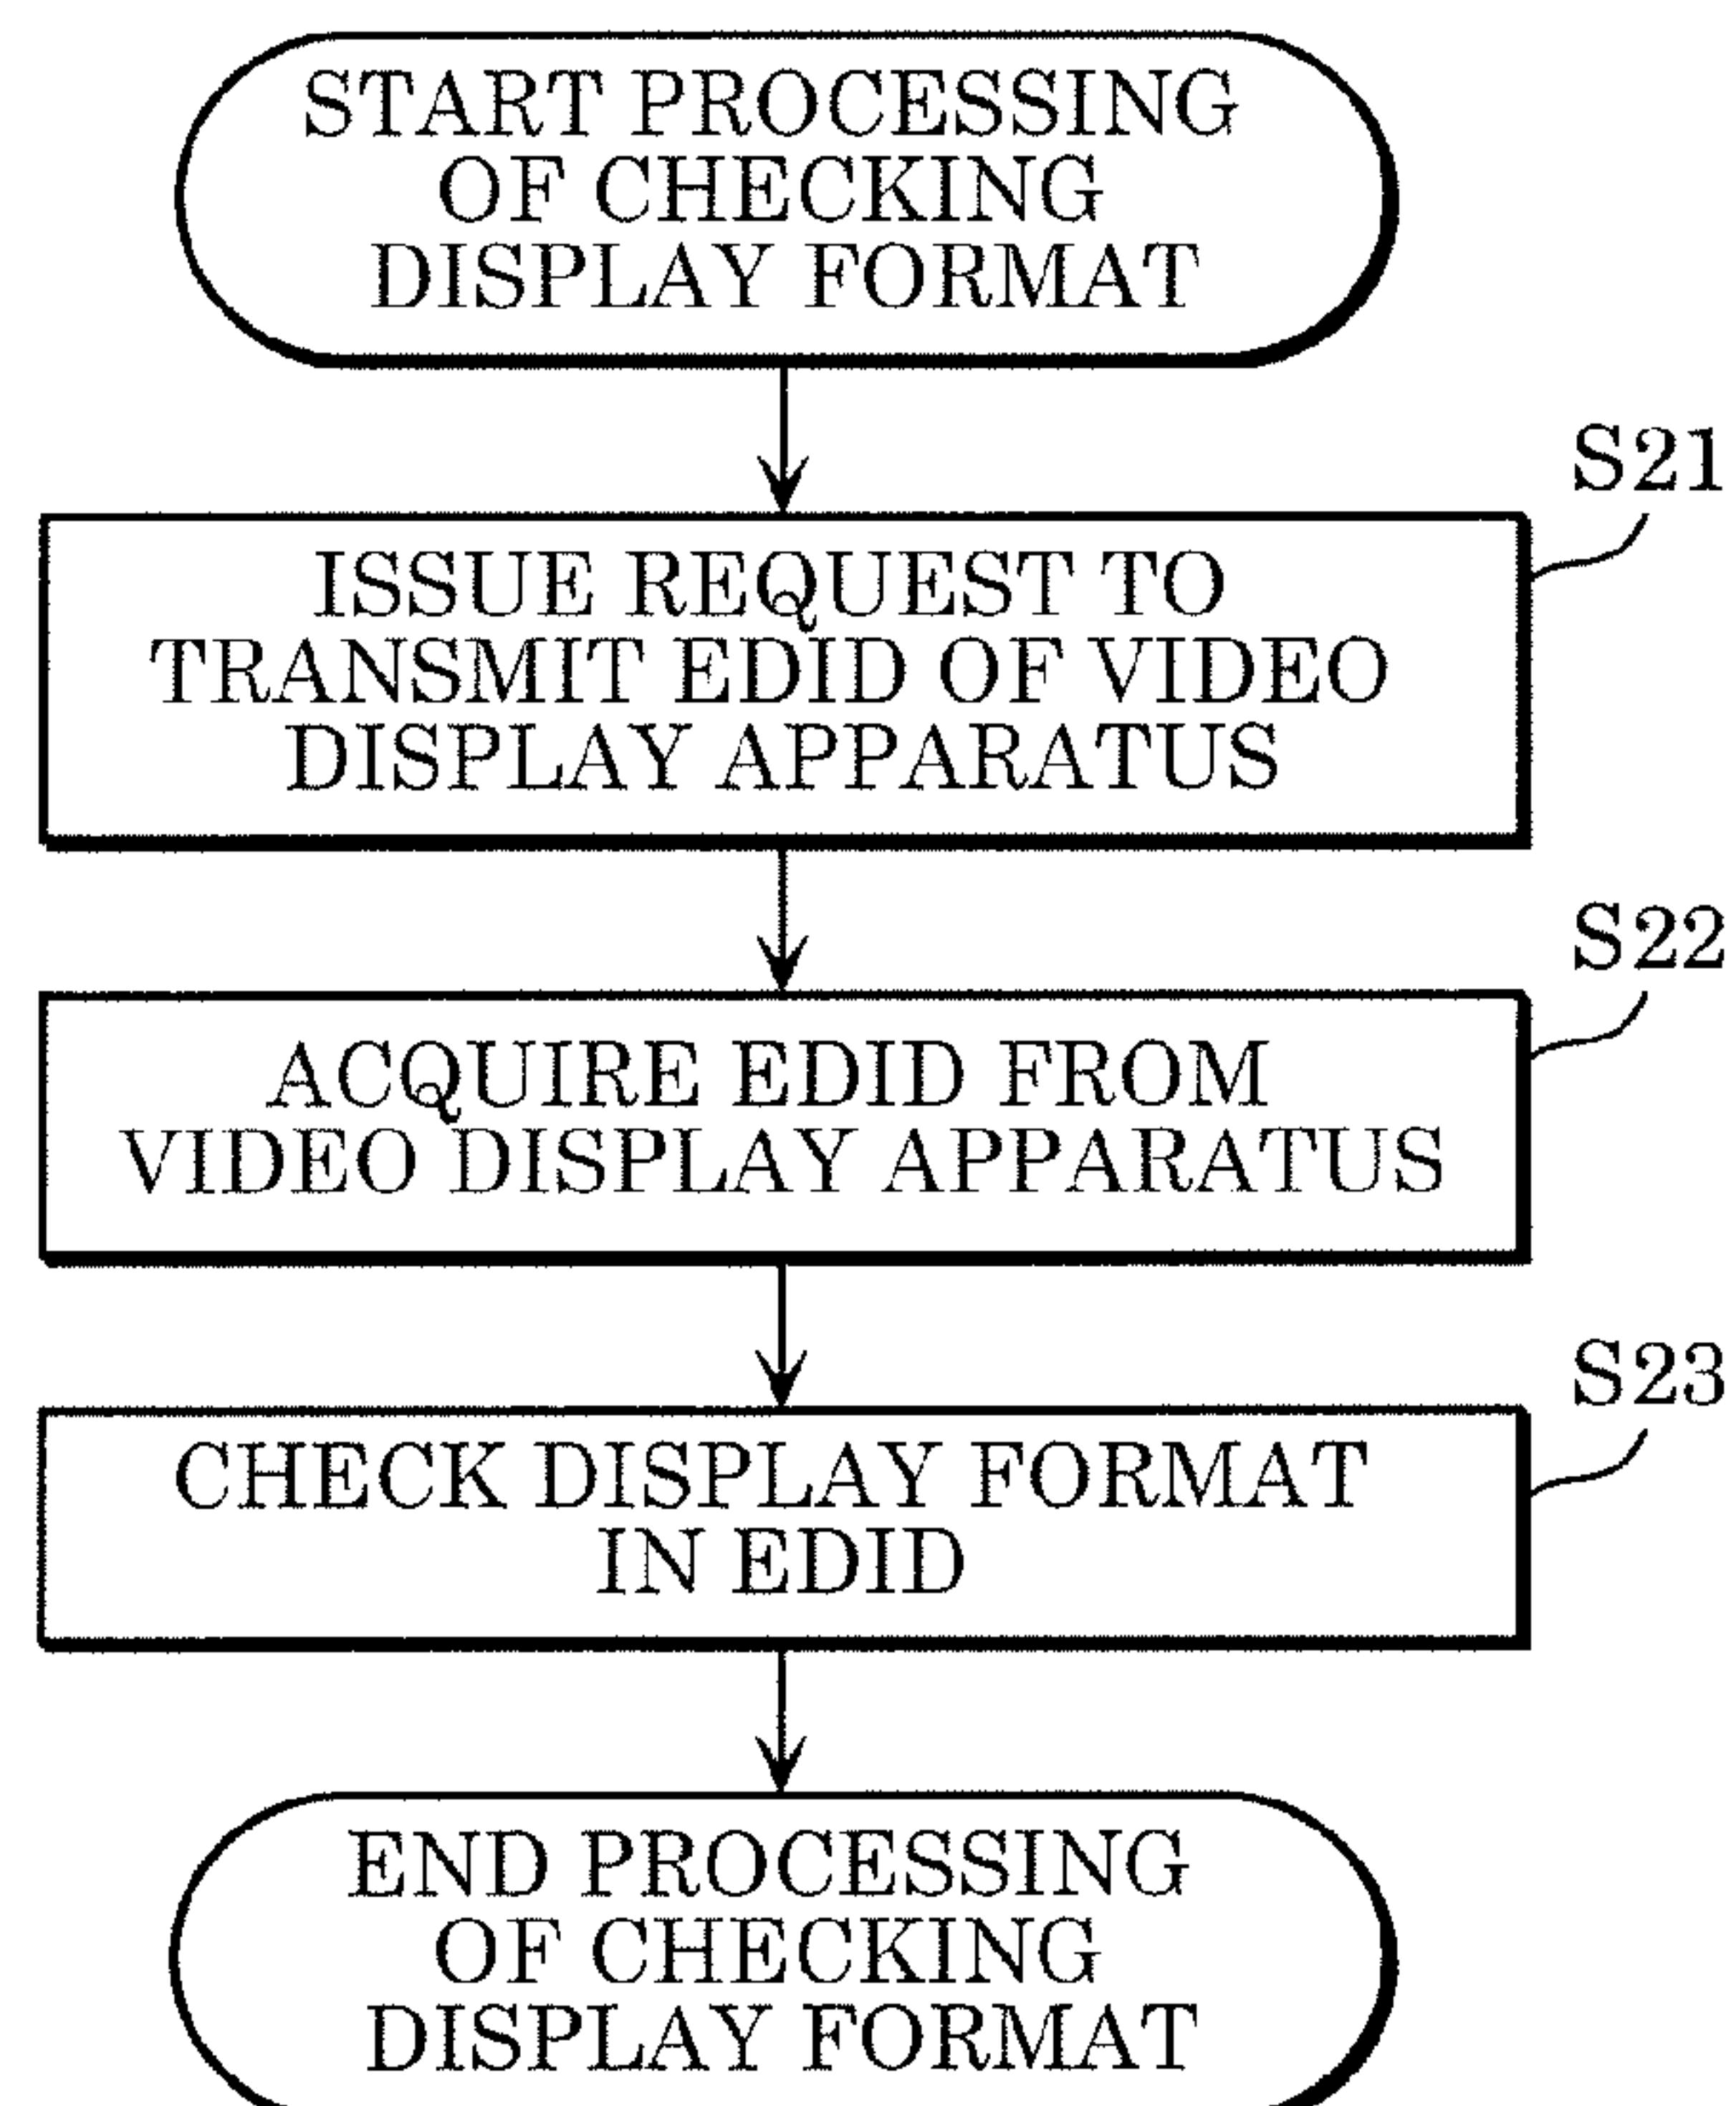 START PROCESSING
OF CHECKING
DISPLAY FORMAT
S21
ISSUE REQUEST TO
TRANSMIT EDID OF VIDEO
DISPLAY APPARATUS
S22
ACQUIRE EDID FROM
VIDEO DISPLAY APPARATUS
S23
CHECK DISPLAY FORMAT
IN EDID
END PROCESSING
OF CHECKING
DISPLAY FORMAT